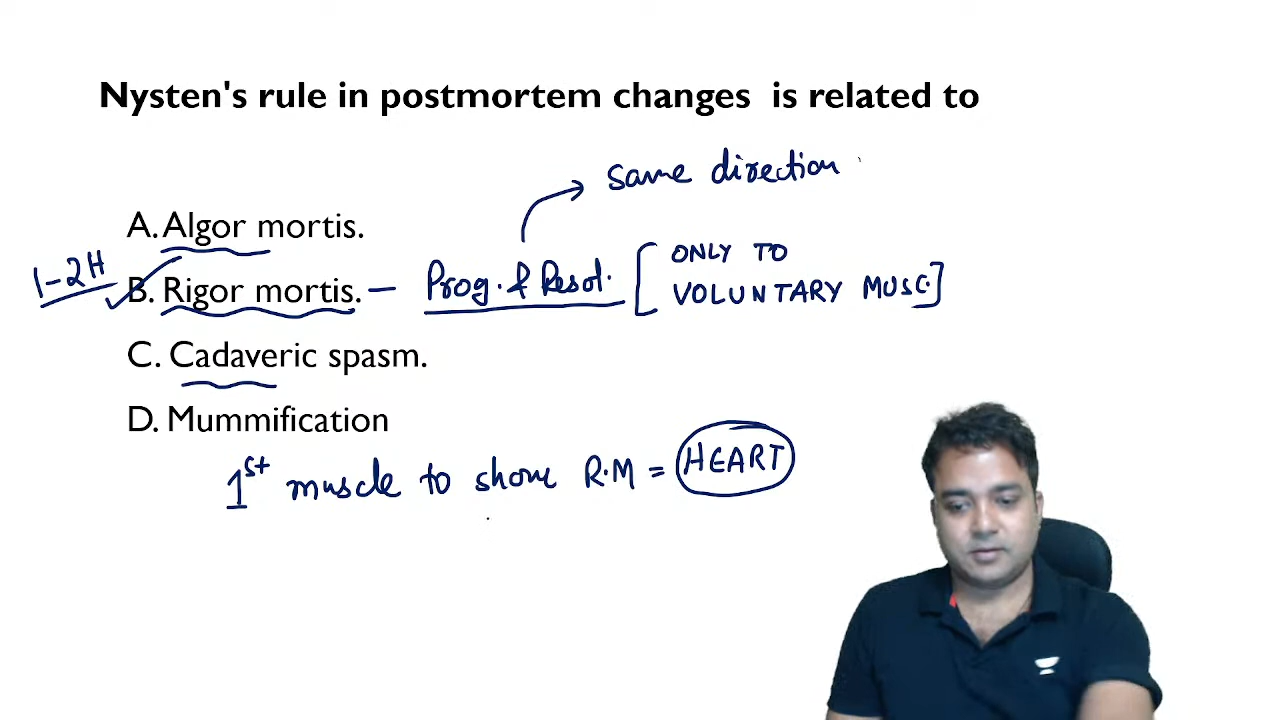 Nysten's rule in postmortem changes is related to
same direction
A. Algor mortis.
1-2H
B. Rigor mortis. - Prog. & Resol. [ ONLY TO
VOLUNTARY MUSC.]
C. Cadaveric spasm.
D. Mummification
1st muscle to show R.M = HEART